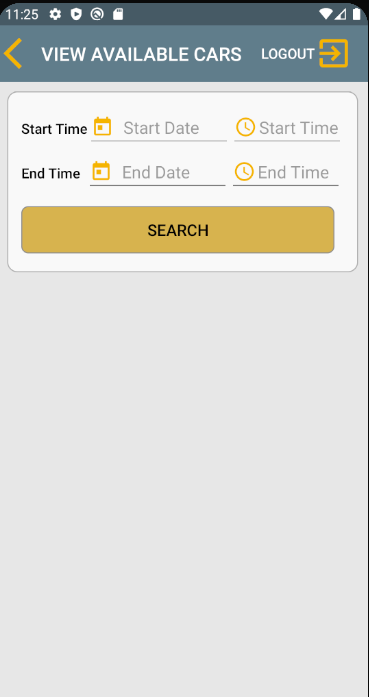 11:25
VIEW AVAILABLE CARS LOGOUT
Start Time Start Date Start Time
End Time End Date End Time
SEARCH